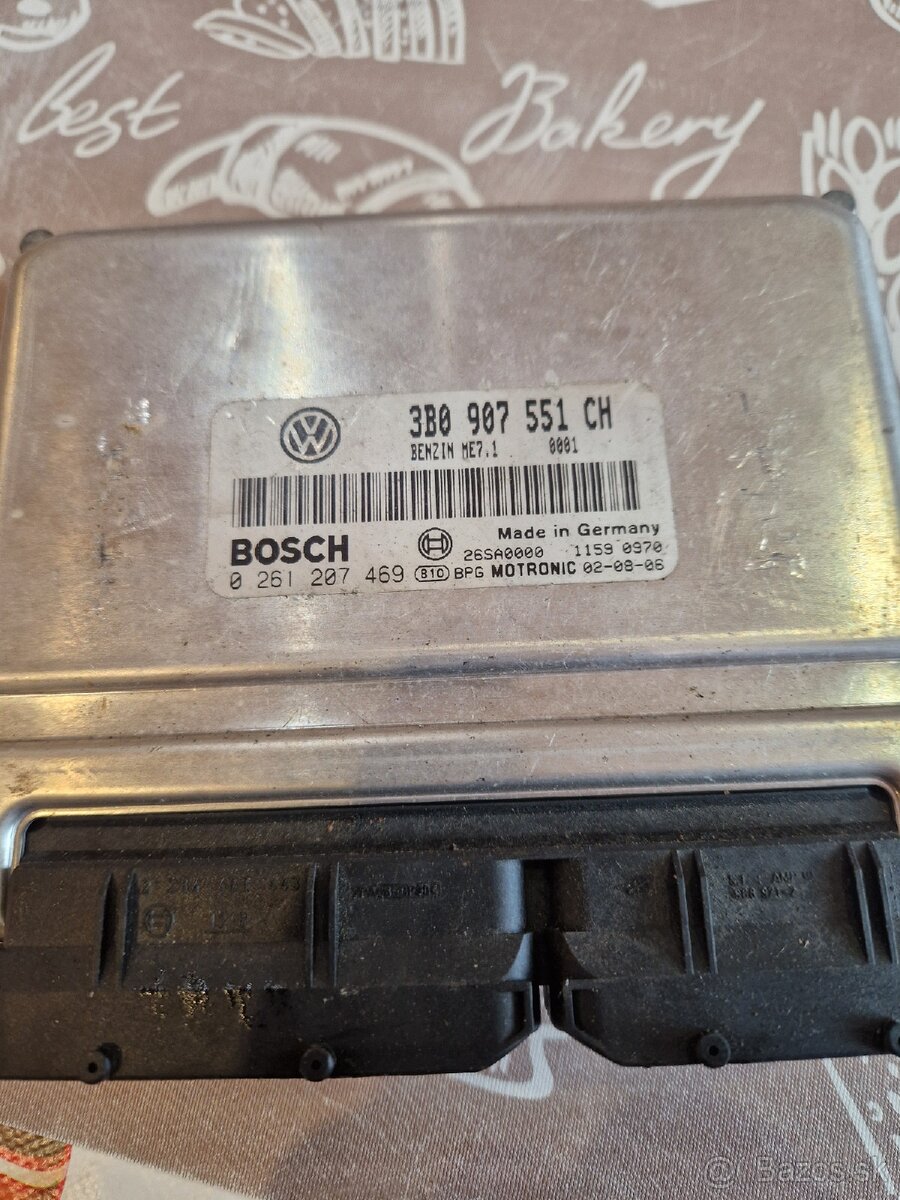 Best Bakery
3B0 907 551 CH
BENZIN ME7.1 0001
Made in Germany
BOSCH 26SA0000 1159 0970
0 261 207 469 B10 BPG MOTRONIC 02-08-06
Bazos.sk